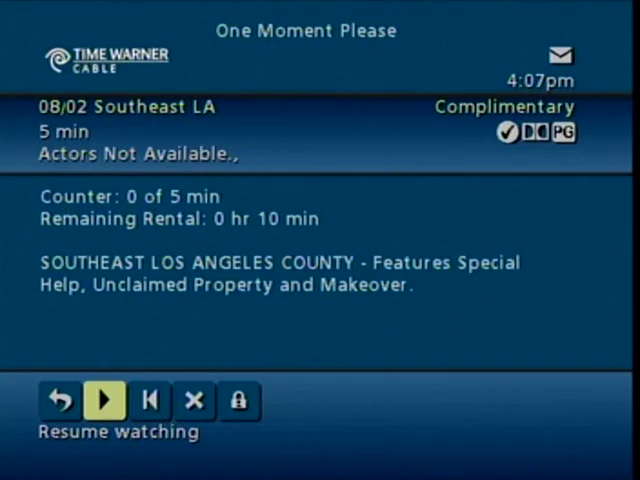 One Moment Please
TIME WARNER
CABLE
4:07pm
08/02 Southeast LA
Complimentary
5 min
PG
Actors Not Available.,
Counter: 0 of 5 min
Remaining Rental: 0 hr 10 min
SOUTHEAST LOS ANGELES COUNTY - Features Special
Help, Unclaimed Property and Makeover.
Resume watching